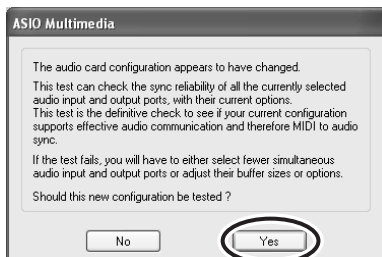 ASIO Multimedia
The audio card configuration appears to have changed.
This test can check the sync reliability of all the currently selected
audio input and output ports, with their current options.
This test is the definitive check to see if your current configuration
supports effective audio communication and therefore MIDI to audio
sync.
If the test fails, you will have to either select fewer simultaneous
audio input and output ports or adjust their buffer sizes or options.
Should this new configuration be tested ?
No
Yes